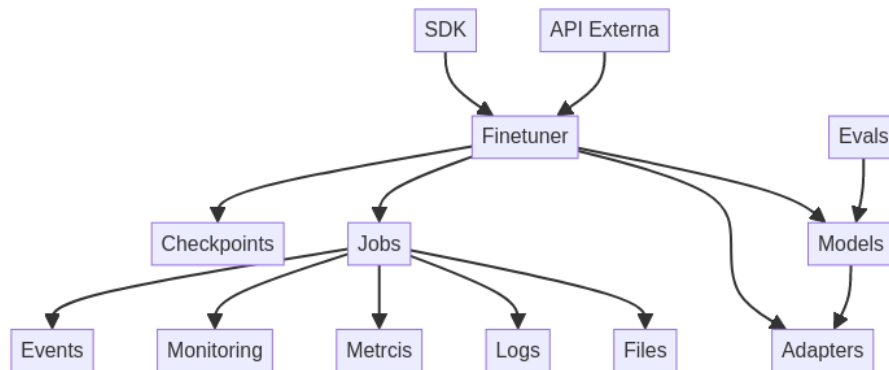 SDK
API Externa
Finetuner
Evals
Checkpoints
Jobs
Models
Events
Monitoring
Metrcis
Logs
Files
Adapters